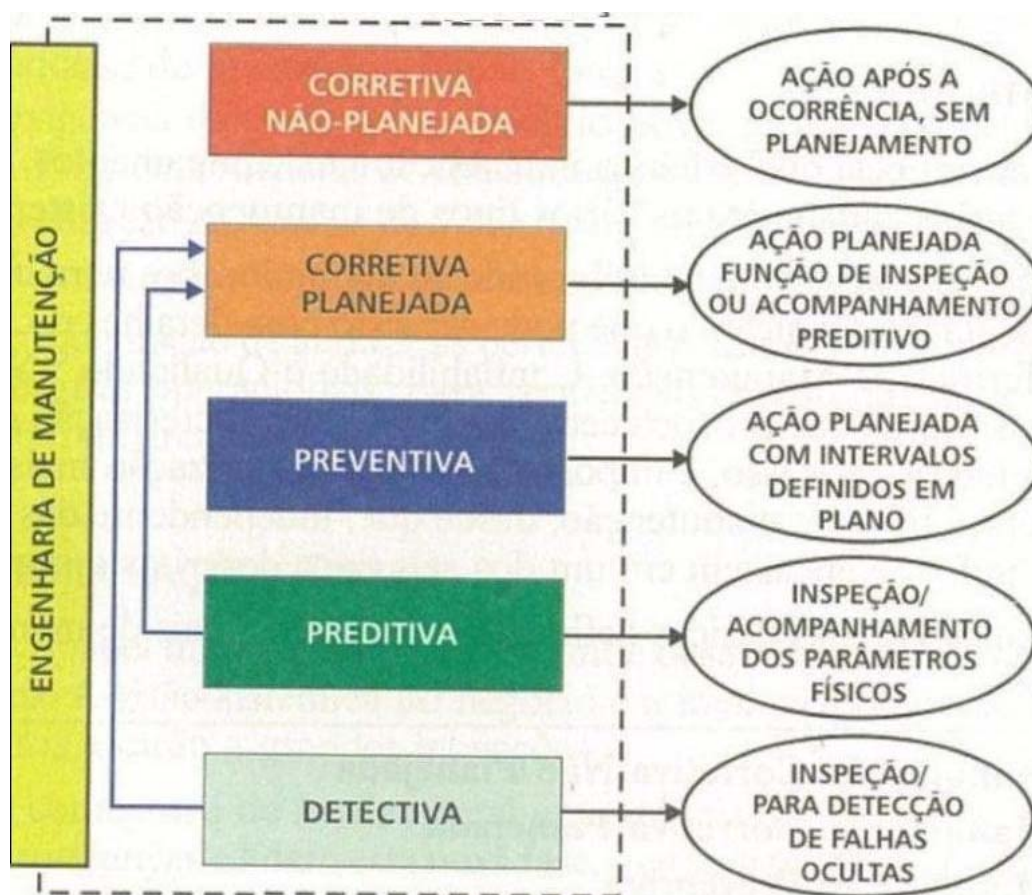 ENGENHARIA DE MANUTENÇÃO
CORRETIVA
NÃO-PLANEJADA
AÇÃO APÓS A
OCORRÊNCIA, SEM
PLANEJAMENTO
CORRETIVA
PLANEJADA
AÇÃO PLANEJADA
FUNÇÃO DE INSPEÇÃO
OU ACOMPANHAMENTO
PREDITIVO
PREVENTIVA
AÇÃO PLANEJADA
COM INTERVALOS
DEFINIDOS EM
PLANO
PREDITIVA
INSPEÇÃO/
ACOMPANHAMENTO
DOS PARÂMETROS
FÍSICOS
DETECTIVA
INSPEÇÃO/
PARA DETECÇÃO
DE FALHAS
OCULTAS